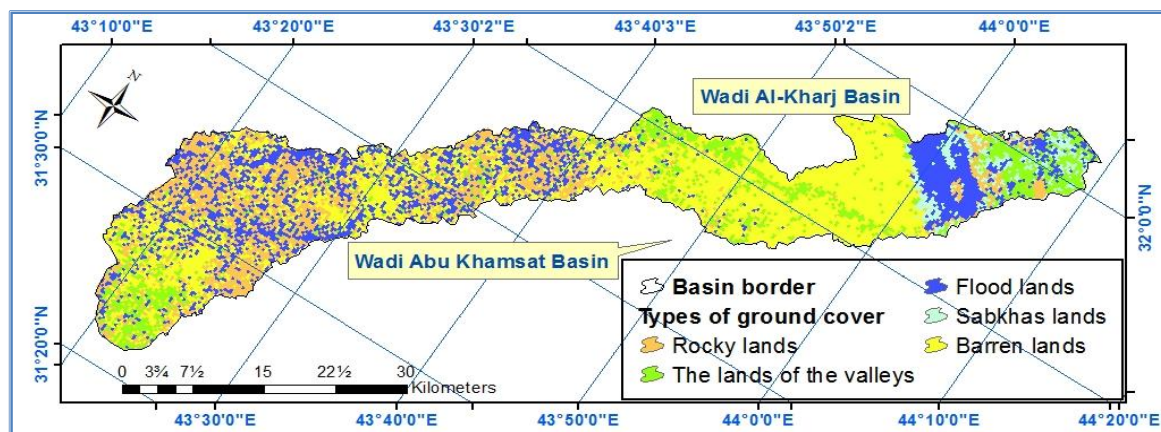 43°10'0"E 43°20'0"E 43°30'2"E 43°40'3"E 43°50'2"E 44°0'0"E
N
Wadi Al-Kharj Basin
31°30'0"N
32°0'0"N
Wadi Abu Khamsat Basin
31°20'0"N
Basin border
Types of ground cover
Rocky lands
The lands of the valleys
Flood lands
Sabkhas lands
Barren lands
0 3¾ 7½ 15 22½ 30
Kilometers
43°30'0"E 43°40'0"E 43°50'0"E 44°0'0"E 44°10'0"E 44°20'0"E